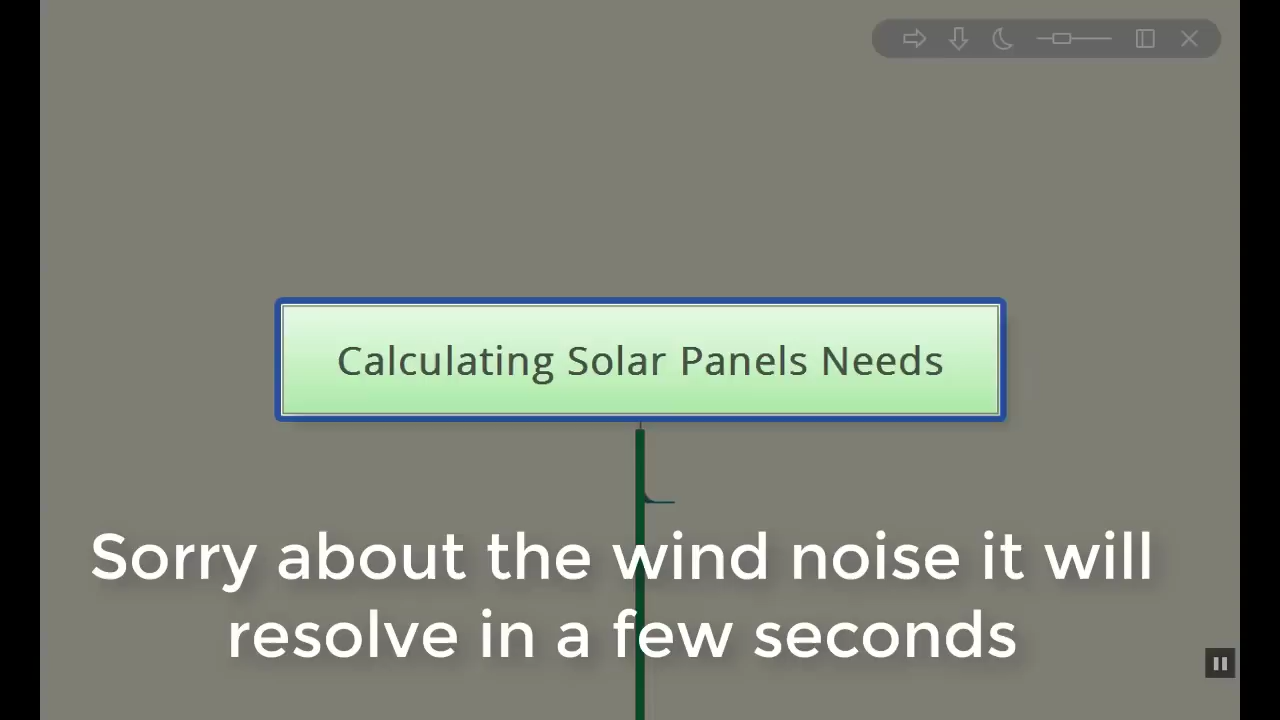 Calculating Solar Panels Needs
Sorry about the wind noise it will
resolve in a few seconds